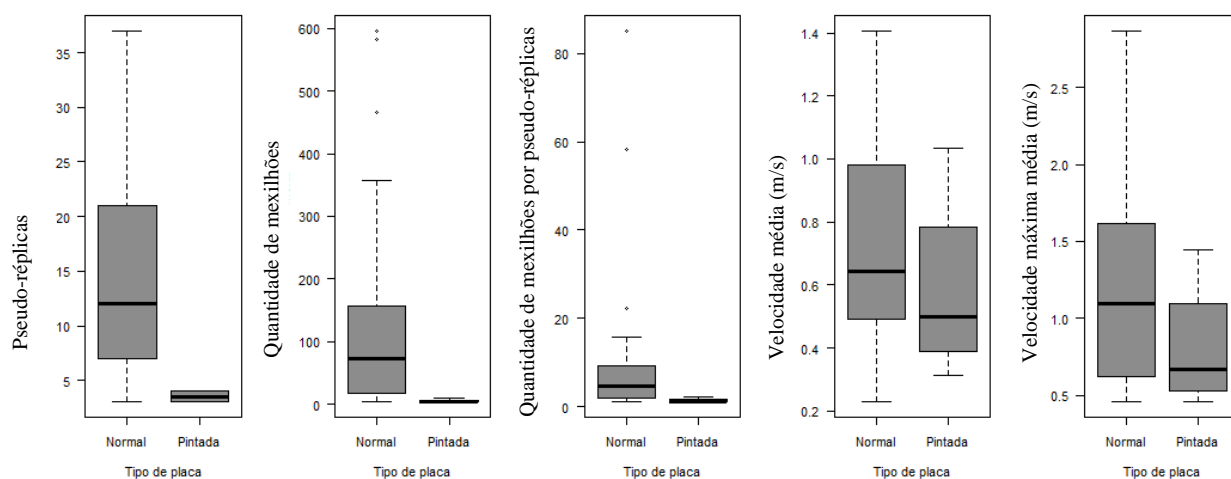 Pseudo-réplicas
35
30
25
20
15
10
5
Normal Pintada
Tipo de placa
Quantidade de mexilhões
600
500
400
300
200
100
0
Normal Pintada
Tipo de placa
Quantidade de mexilhões por pseudo-réplicas
80
60
40
20
0
Normal Pintada
Tipo de placa
Velocidade média (m/s)
1.4
1.2
1.0
0.8
0.6
0.4
0.2
Normal Pintada
Tipo de placa
Velocidade máxima média (m/s)
2.5
2.0
1.5
1.0
0.5
Normal Pintada
Tipo de placa